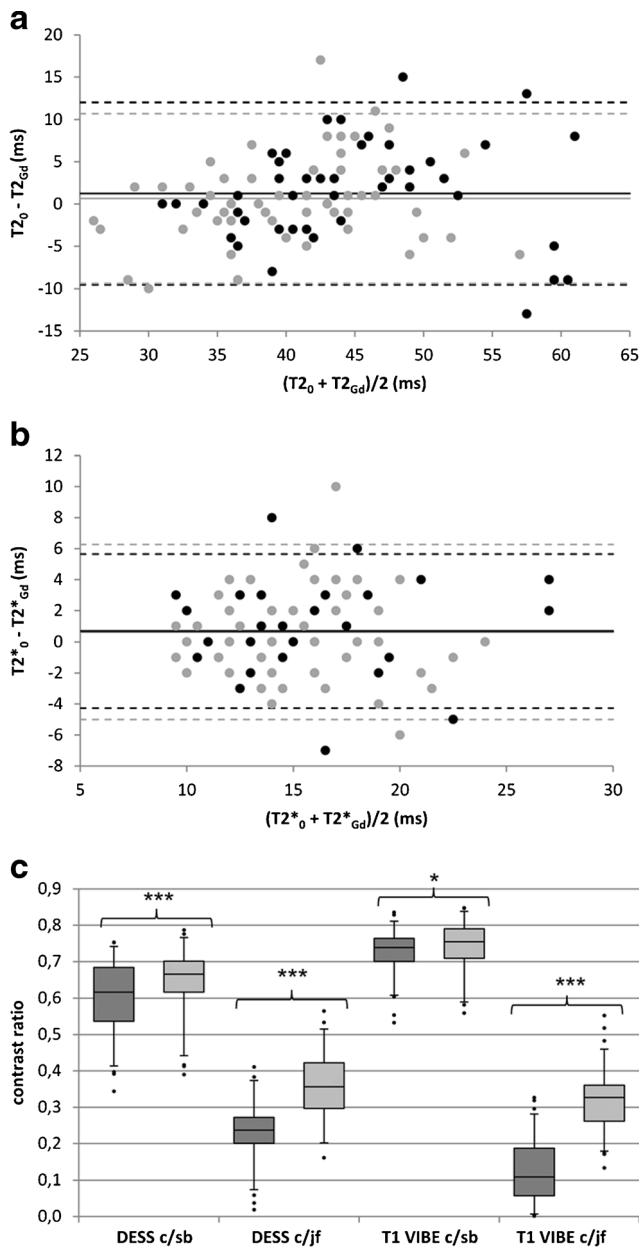 a
20
15
10
5
0
-5
-10
-15
T2₀ - T2Gd (ms)
25 30 35 40 45 50 55 60 65
(T2₀ + T2Gd)/2 (ms)
b
12
10
8
6
4
2
0
-2
-4
-6
-8
T2*₀ - T2*Gd (ms)
5 10 15 20 25 30
(T2*₀ + T2*Gd)/2 (ms)
c
0,9
0,8
0,7
0,6
0,5
0,4
0,3
0,2
0,1
0,0
contrast ratio
*** *** * ***
DESS c/sb DESS c/jf T1 VIBE c/sb T1 VIBE c/jf